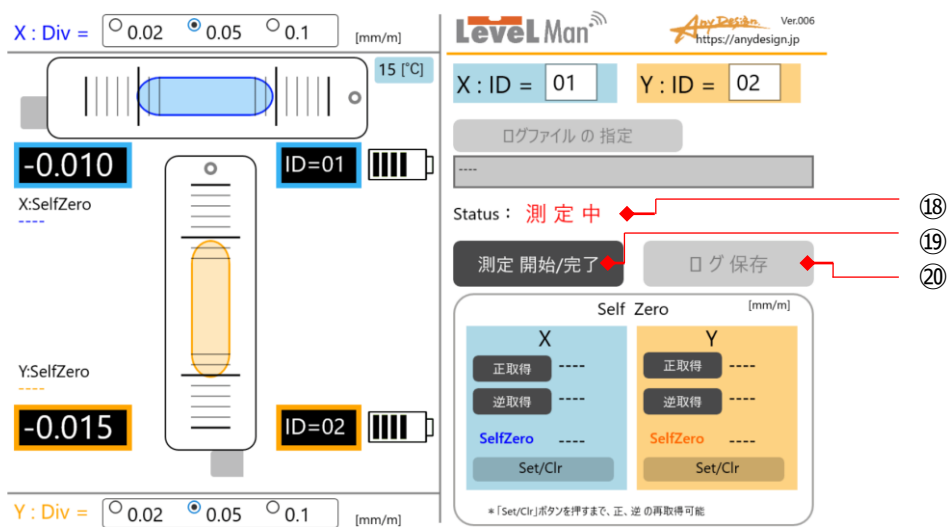 X : Div = 0.02 0.05 0.1 [mm/m]
15 [°C]
-0.010
ID=01
X:SelfZero
----
Y:SelfZero
----
-0.015
ID=02
Y : Div = 0.02 0.05 0.1 [mm/m]
LeveL Man
AnyDesign Ver.006
https://anydesign.jp
X : ID = 01 Y : ID = 02
ログファイル の 指定
----
Status : 測 定 中
測定 開始/完了 ログ 保存
Self Zero [mm/m]
X Y
正取得 ---- 正取得 ----
逆取得 ---- 逆取得 ----
SelfZero ---- SelfZero ----
Set/Clr Set/Clr
※「Set/Clr」ボタンを押すまで、正、逆 の再取得可能
⑱
⑲
⑳